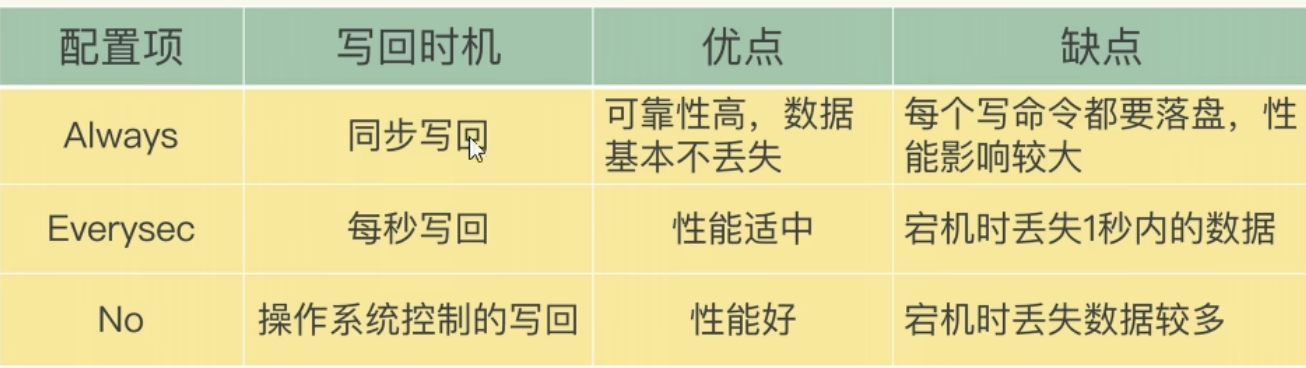 配置项 写回时机 优点 缺点
Always 同步写回 可靠性高，数据基本不丢失 每个写命令都要落盘，性能影响较大
Everysec 每秒写回 性能适中 宕机时丢失1秒内的数据
No 操作系统控制的写回 性能好 宕机时丢失数据较多